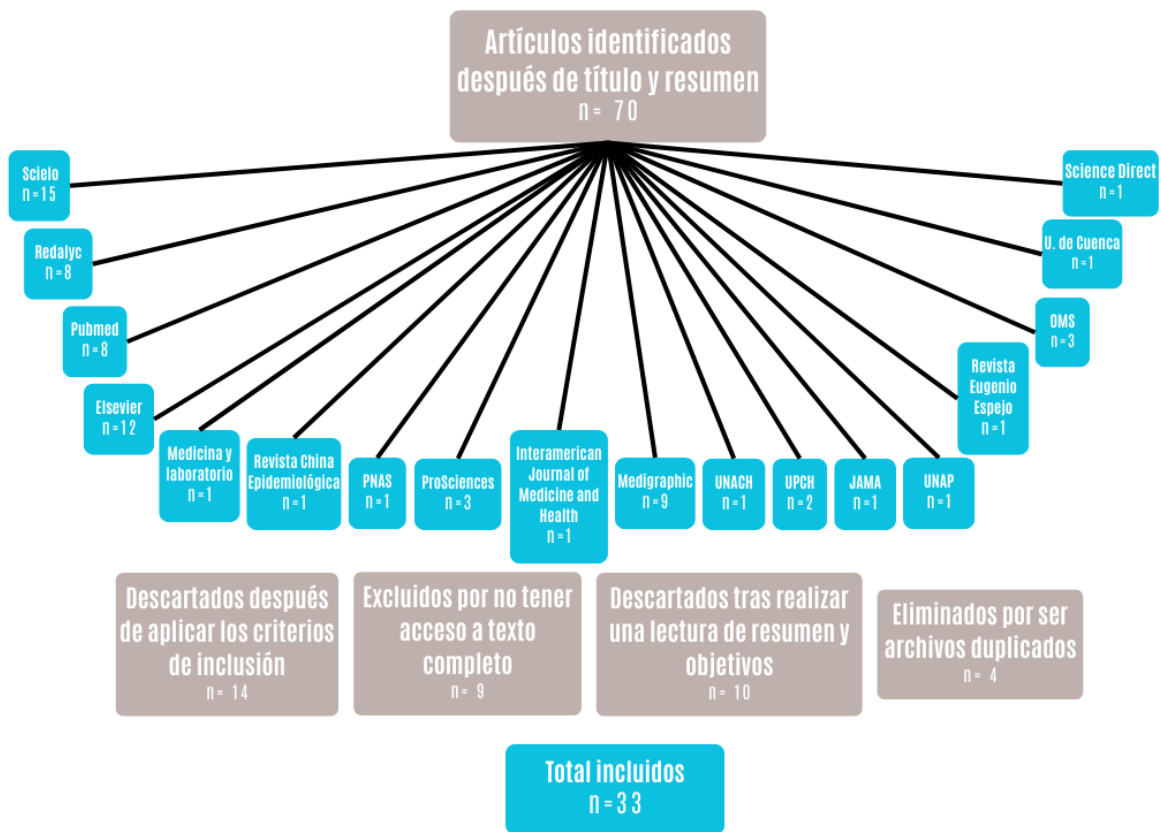 Artículos identificados
después de título y resumen
n= 70
Scielo
n=15
Redalyc
n=8
Pubmed
n=8
Elsevier
n=12
Medicina y
laboratorio
n=1
Revista China
Epidemiológica
n=1
PNAS
n=1
ProSciences
n=3
Interamerican
Journal of
Medicine and
Health
n=1
Medigraphic
n=9
UNACH
n=1
UPCH
n=2
JAMA
n=1
UNAP
n=1
Revista
Eugenio
Espejo
n=1
OMS
n=3
U. de Cuenca
n=1
Science Direct
n=1
Descartados después
de aplicar los criterios
de inclusión
n= 14
Excluidos por no tener
acceso a texto
completo
n= 9
Descartados tras realizar
una lectura de resumen y
objetivos
n= 10
Eliminados por ser
archivos duplicados
n= 4
Total incluidos
n=33